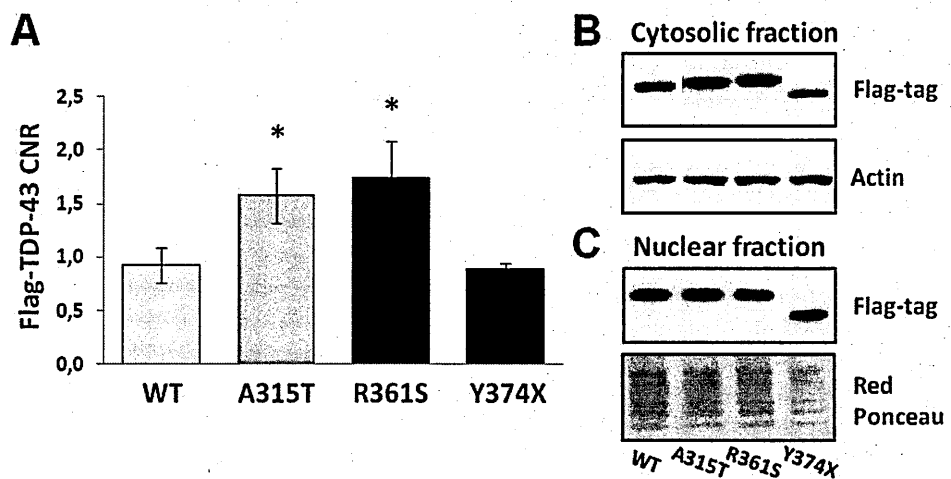 A
Flag-TDP-43 CNR
2,5
2,0
1,5
1,0
0,5
0,0
*
*
WT A315T R361S Y374X
B
Cytosolic fraction
Flag-tag
Actin
C
Nuclear fraction
Flag-tag
Red
Ponceau
WT A315T R361S Y374X